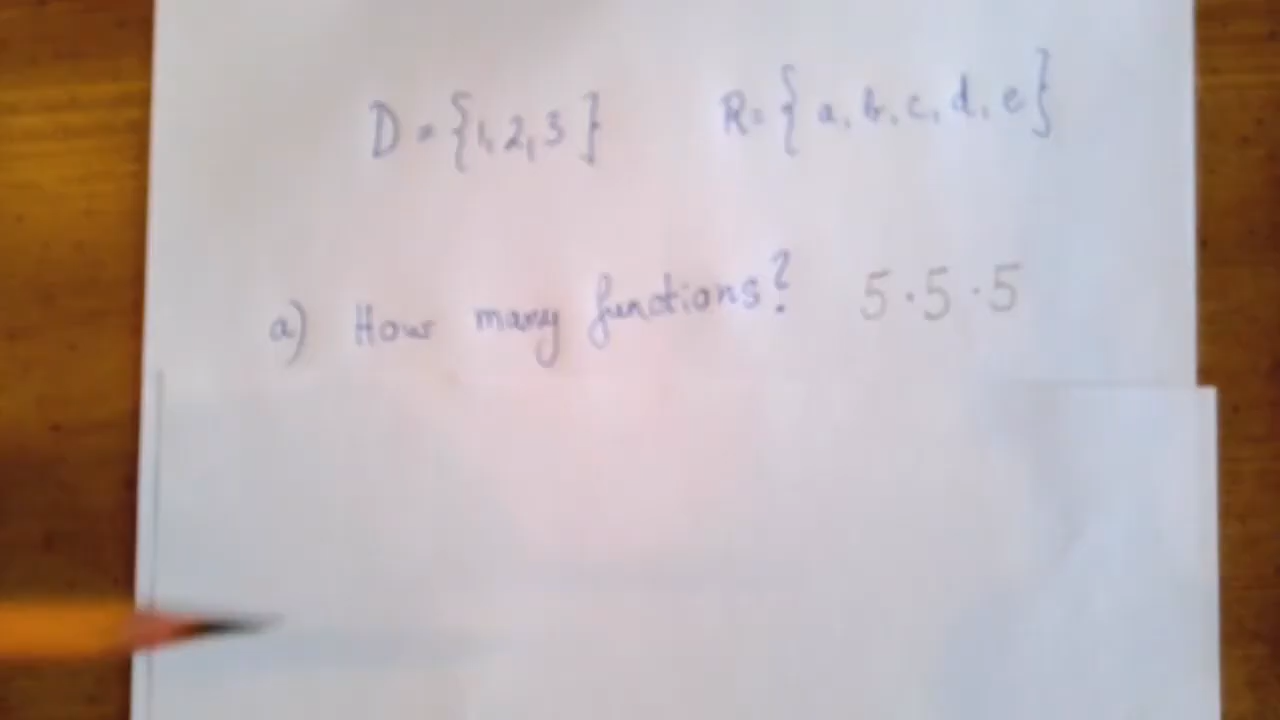 D = {1, 2, 3} R = {a, b, c, d, e}
a) How many functions? 5 · 5 · 5